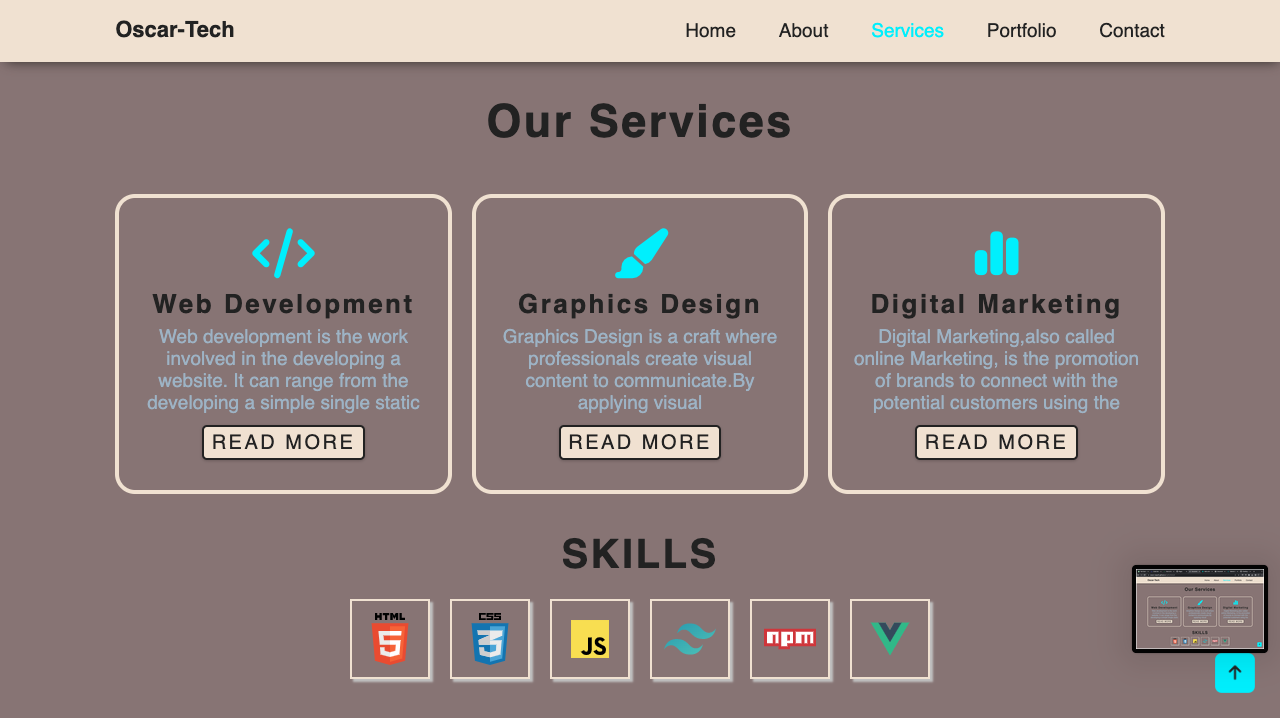 Oscar-Tech
Home About Services Portfolio Contact
Our Services
Web Development
Web development is the work
involved in the developing a
website. It can range from the
developing a simple single static
READ MORE
Graphics Design
Graphics Design is a craft where
professionals create visual
content to communicate.By
applying visual
READ MORE
Digital Marketing
Digital Marketing,also called
online Marketing, is the promotion
of brands to connect with the
potential customers using the
READ MORE
SKILLS
HTML
5
CSS
3
JS
npm
Our Services
SKILLS